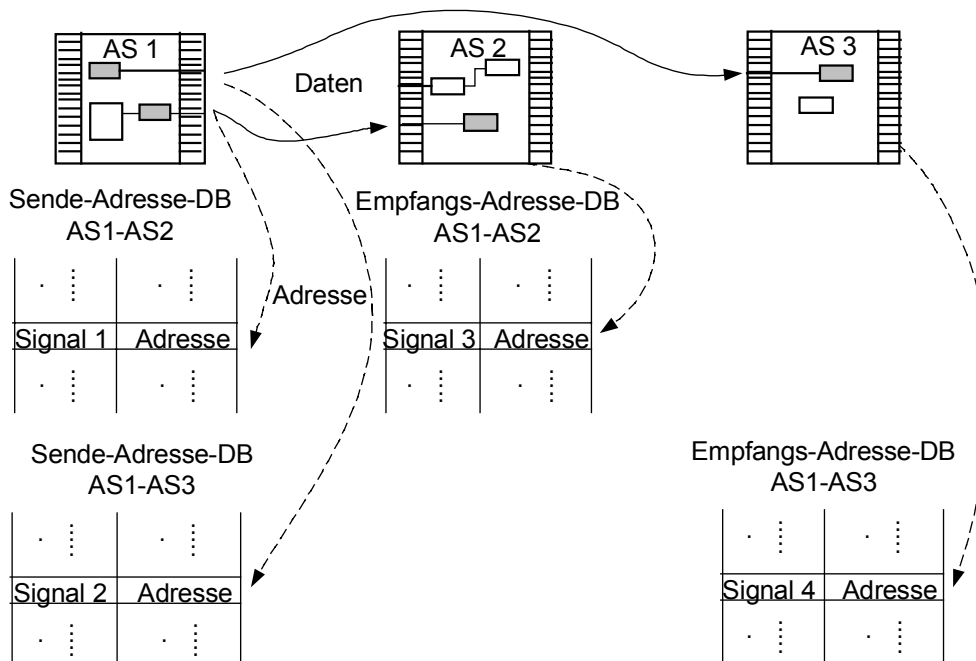 AS 1
AS 2
AS 3
Daten
Sende-Adresse-DB
AS1-AS2
Empfangs-Adresse-DB
AS1-AS2
Adresse
Signal 1 Adresse
Signal 3 Adresse
Sende-Adresse-DB
AS1-AS3
Empfangs-Adresse-DB
AS1-AS3
Signal 2 Adresse
Signal 4 Adresse